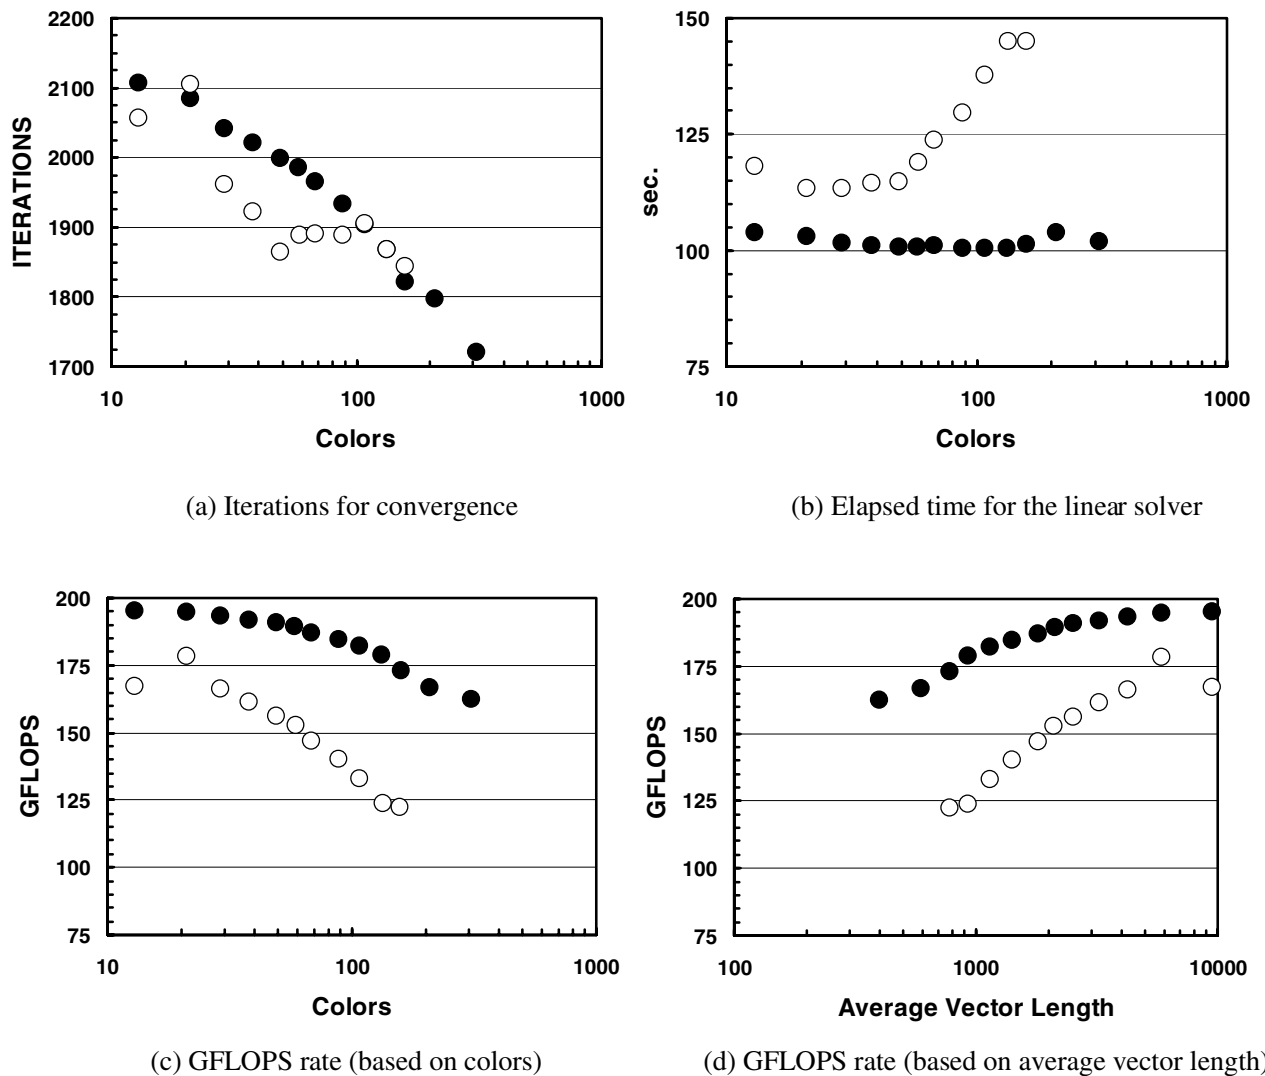 2200
2100
2000
1900
1800
1700
ITERATIONS
10 100 1000
Colors
(a) Iterations for convergence
150
125
100
75
sec.
10 100 1000
Colors
(b) Elapsed time for the linear solver
200
175
150
125
100
75
GFLOPS
10 100 1000
Colors
(c) GFLOPS rate (based on colors)
200
175
150
125
100
75
GFLOPS
100 1000 10000
Average Vector Length
(d) GFLOPS rate (based on average vector length)